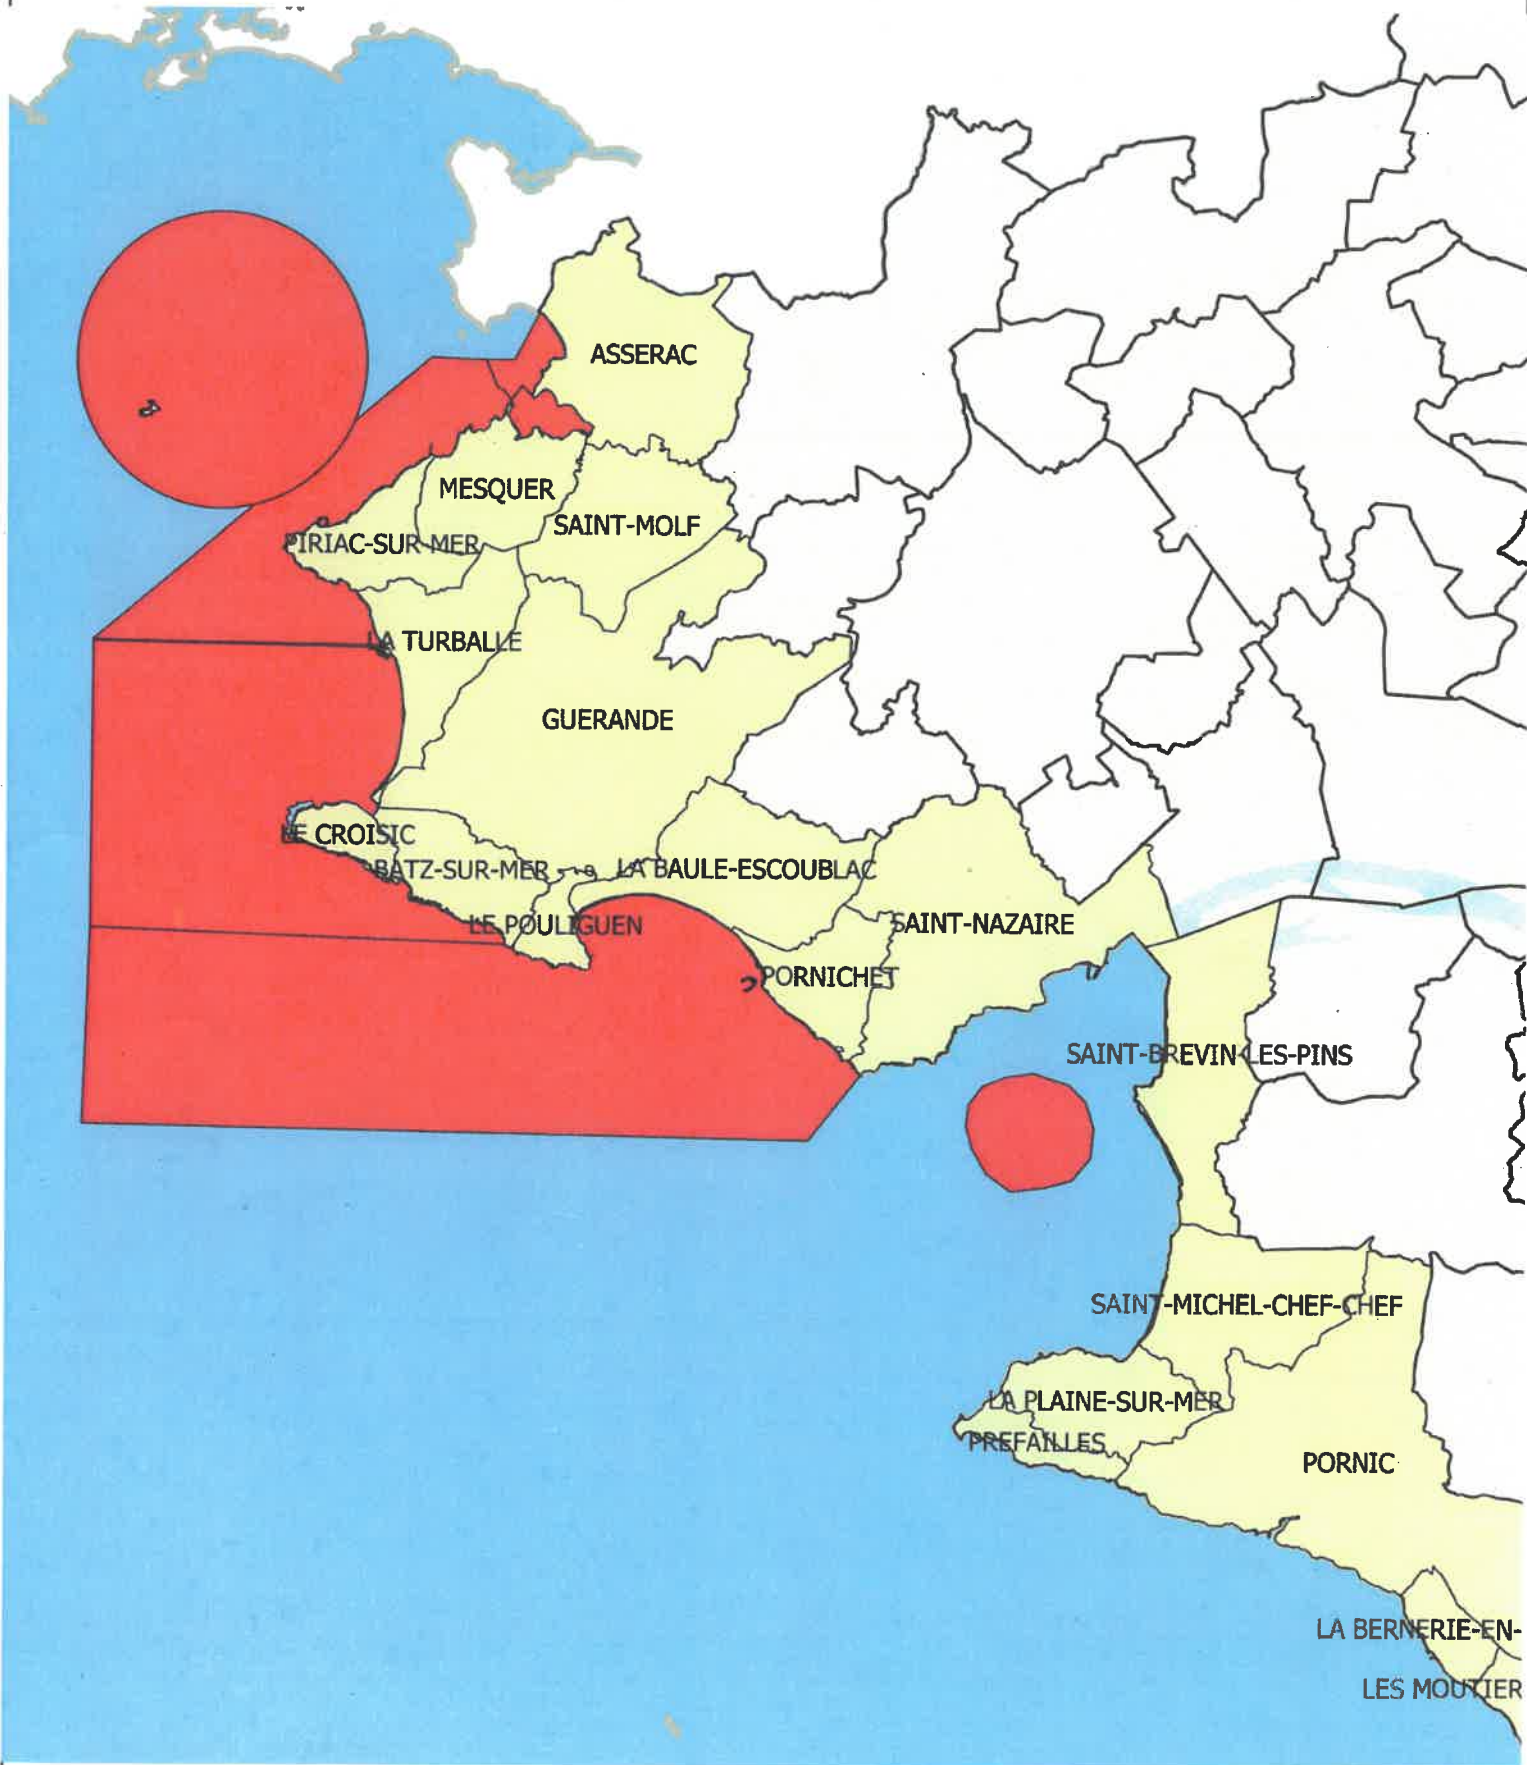 ASSERAC
MESQUER
SAINT-MOLF
PIRIAC-SUR-MER
LA TURBALLE
GUERANDE
LE CROISIC
BATZ-SUR-MER
LA BAULE-ESCOUBLAC
LE POULIGUEN
SAINT-NAZAIRE
PORNICHET
SAINT-BREVIN-LES-PINS
SAINT-MICHEL-CHEF-CHEF
LA PLAINE-SUR-MER
PREFAILLES
PORNIC
LA BERNERIE-EN-
LES MOUTIER